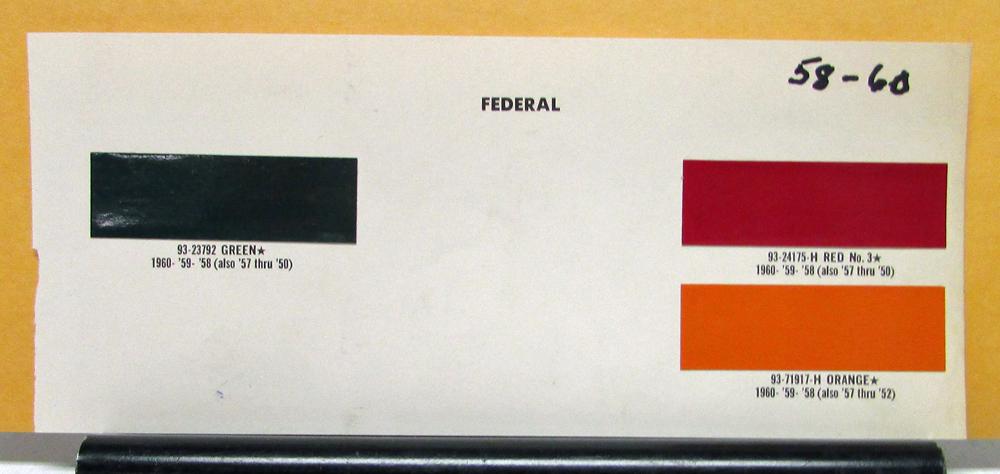 58-60
FEDERAL
93-23792 GREEN★
1960- '59- '58 (also '57 thru '50)
93-24175-H RED No. 3★
1960- '59- '58 (also '57 thru '50)
93-71917-H ORANGE★
1960- '59- '58 (also '57 thru '52)